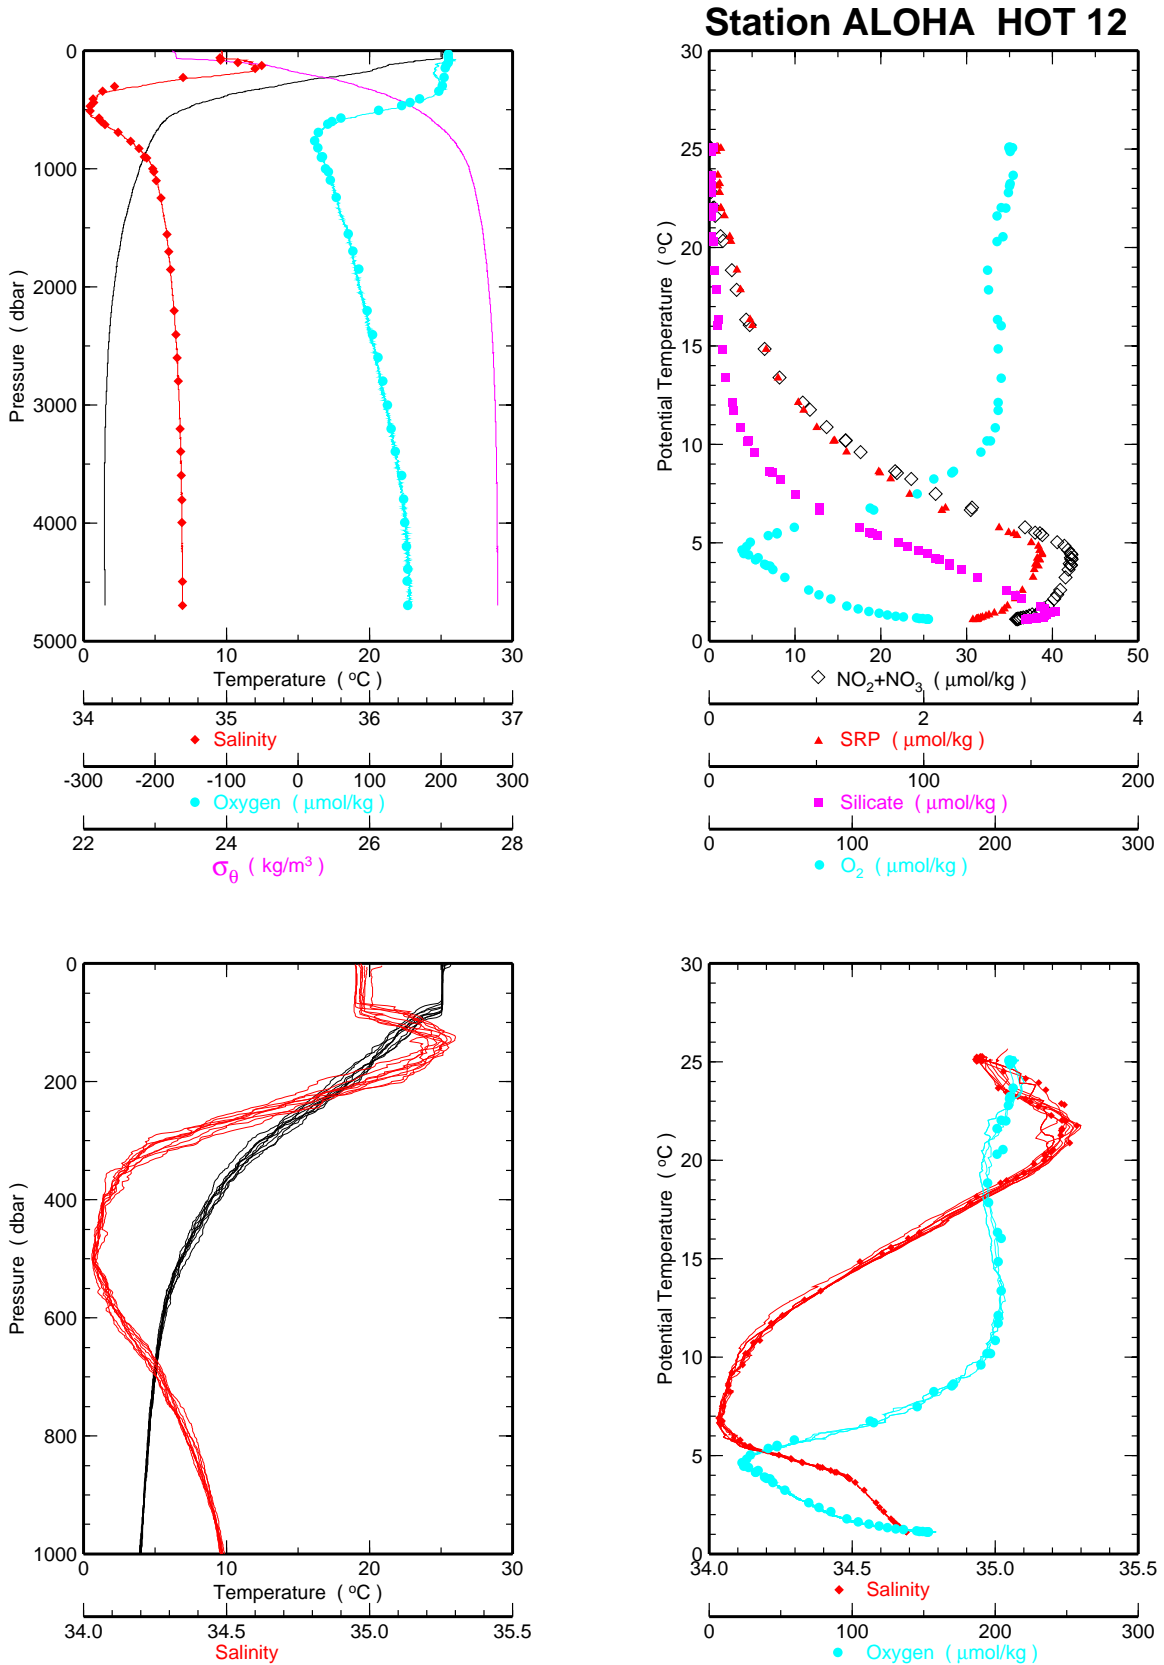 Station ALOHA HOT 12
0
1000
2000
3000
4000
5000
Pressure ( dbar)
0 10 20 30
Temperature ( °C)
34 35 36 37
Salinity
-300 -200 -100 0 100 200 300
Oxygen ( μmol/kg)
22 24 26 28
σθ ( kg/m³)
30
25
20
15
10
5
0
Potential Temperature ( °C)
0 10 20 30 40 50
NO₂+NO₃ ( μmol/kg)
0 2 4
SRP ( μmol/kg)
0 100 200
Silicate ( μmol/kg)
0 100 200 300
O₂ ( μmol/kg)
0
200
400
600
800
1000
Pressure ( dbar)
0 10 20 30
Temperature ( °C)
34.0 34.5 35.0 35.5
Salinity
30
25
20
15
10
5
0
Potential Temperature ( °C)
34.0 34.5 35.0 35.5
Salinity
0 100 200 300
Oxygen ( μmol/kg)